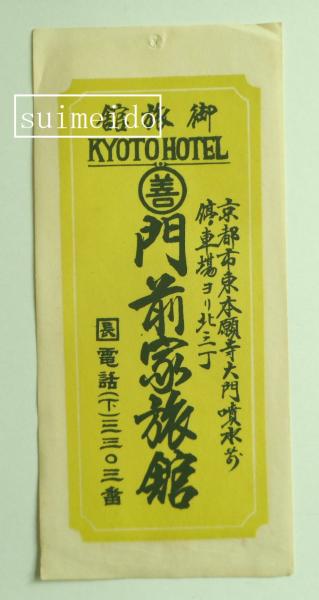 館旅御
KYOTO HOTEL
善
京都市東本願寺大門噴水前
停車場ヨリ北三丁
門前家旅館
長 電話(下)三三〇三番
suimeido